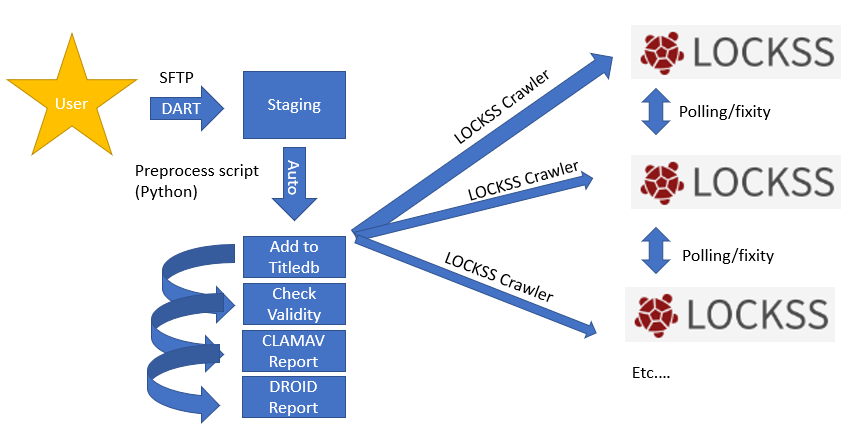 User
SFTP
DART
Staging
Preprocess script
(Python)
Auto
Add to
Titledb
Check
Validity
CLAMAV
Report
DROID
Report
LOCKSS Crawler
LOCKSS Crawler
LOCKSS Crawler
LOCKSS
Polling/fixity
LOCKSS
Polling/fixity
LOCKSS
Etc....